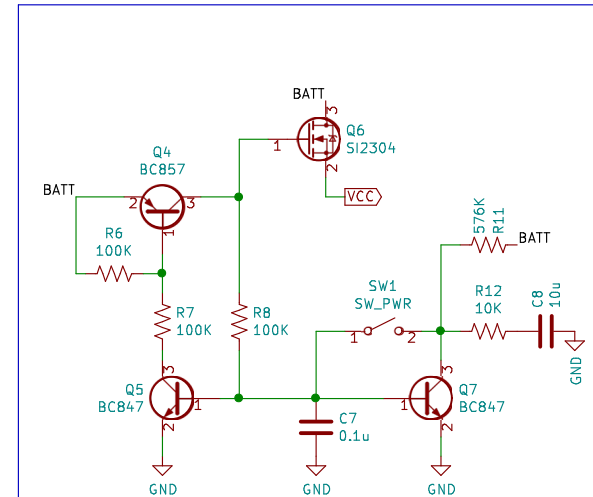 BATT
3
Q6
SI2304
1
2
VCC
Q4
BC857
BATT
2
3
1
R6
100K
R7
100K
R8
100K
576K
R11
BATT
SW1
SW_PWR
1
2
R12
10K
C8
10u
GND
Q5
BC847
3
1
2
C7
0.1u
3
1
2
Q7
BC847
GND
GND
GND